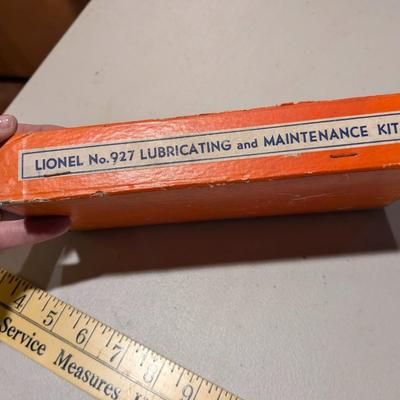 LIONEL No. 927 LUBRICATING and MAINTENANCE KIT
4 5 6 7 8 9
Service Measures